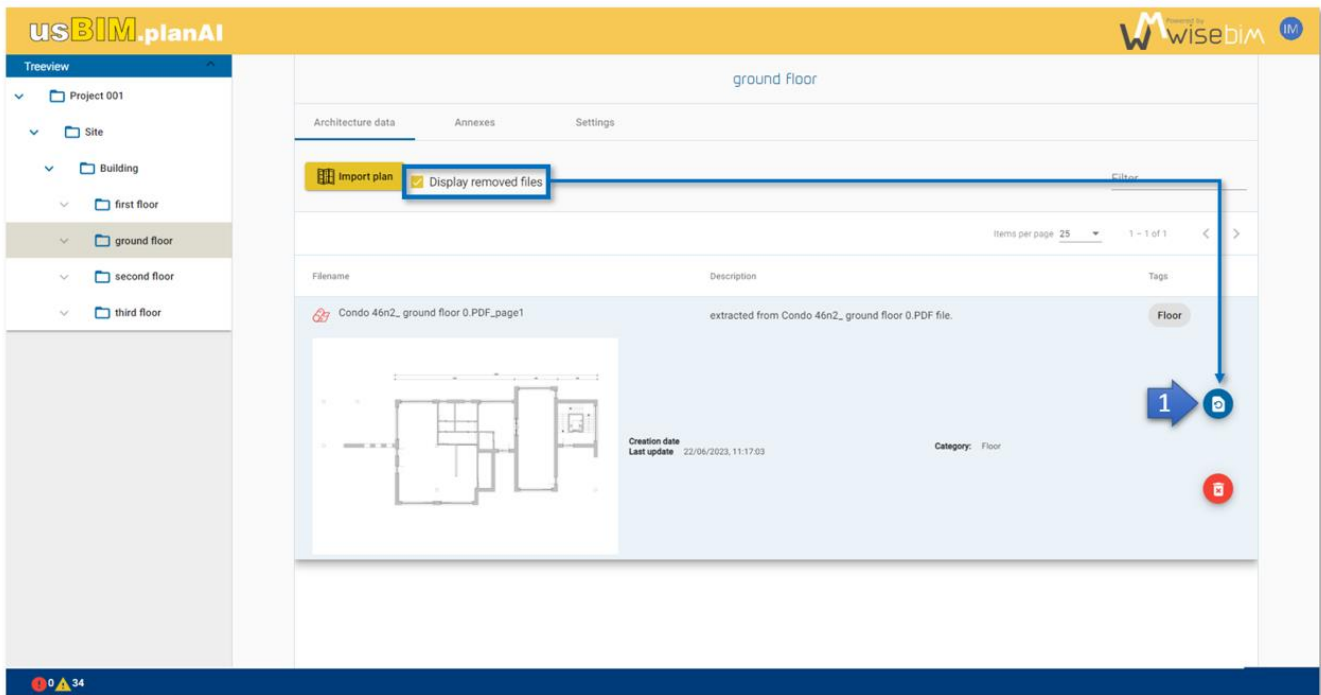 usBIM.planAI
Powered by
wisebim
IM
Treeview
Project 001
Site
Building
first floor
ground floor
second floor
third floor
ground floor
Architecture data Annexes Settings
Import plan
Display removed files
Filter
Items per page 25 1 – 1 of 1
Filename Description Tags
Condo 46n2_ ground floor 0.PDF_page1 extracted from Condo 46n2_ ground floor 0.PDF file. Floor
1
Creation date
Last update 22/06/2023, 11:17:03
Category: Floor
0 34